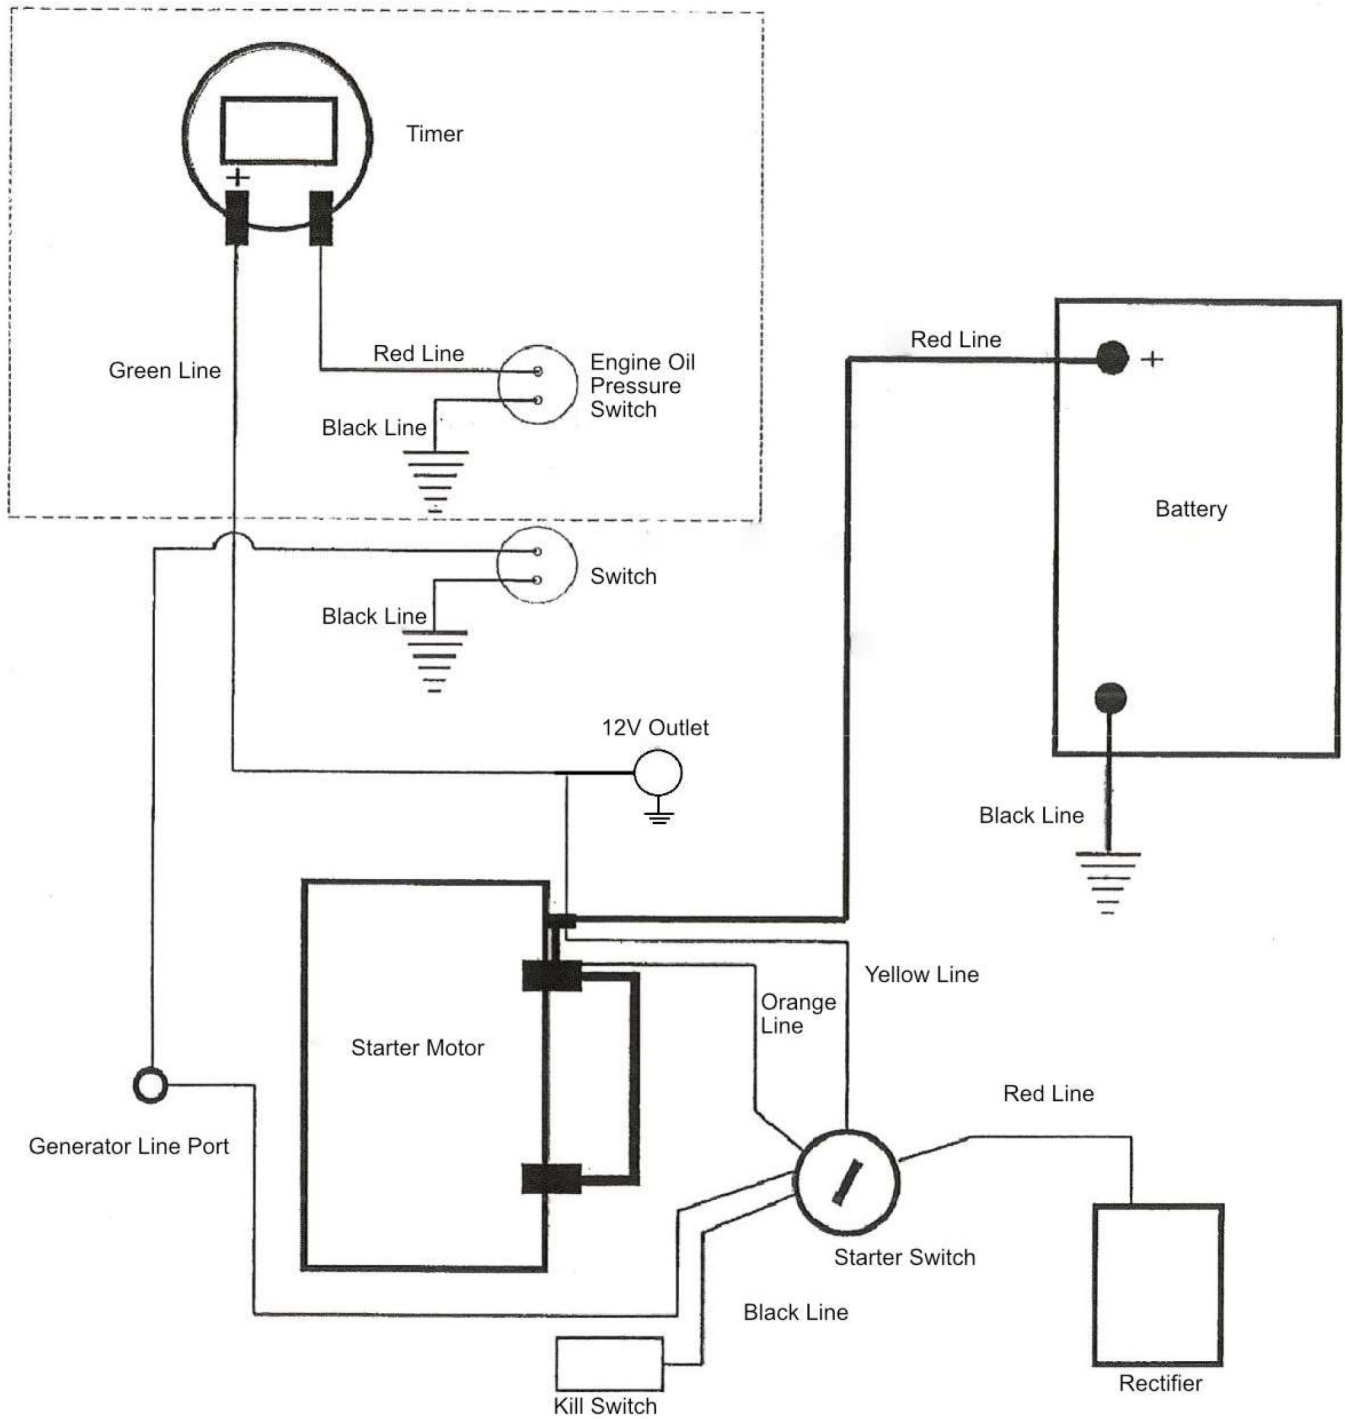 Timer
+
Red Line
Green Line
Engine Oil
Pressure
Switch
Black Line
Red Line
+
Battery
Switch
Black Line
12V Outlet
Black Line
Yellow Line
Orange
Line
Starter Motor
Red Line
Generator Line Port
Starter Switch
Black Line
Rectifier
Kill Switch